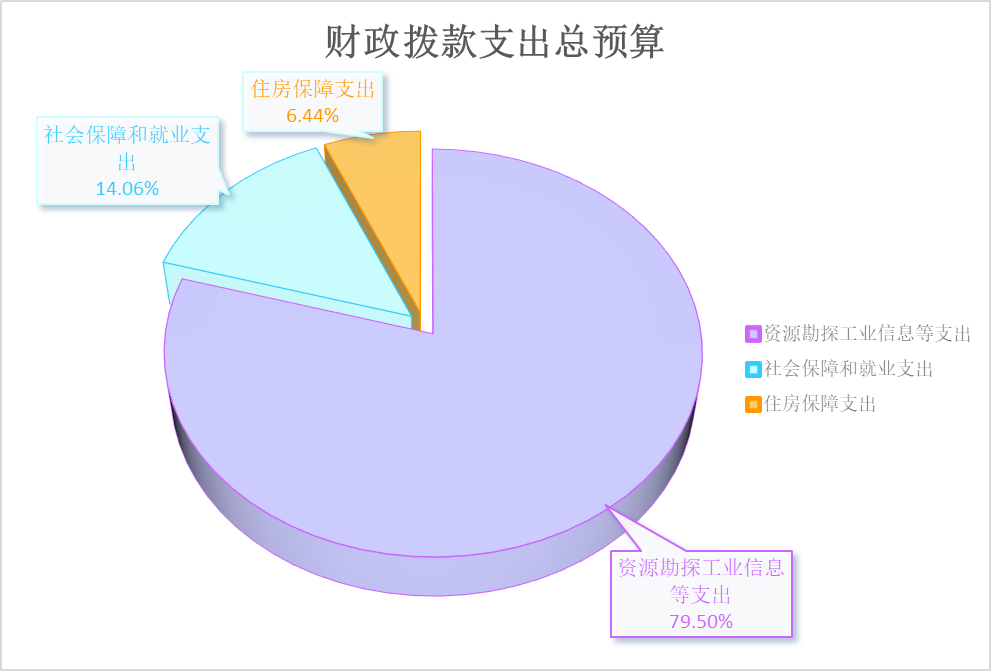 财政拨款支出总预算
住房保障支出
6.44%
社会保障和就业支
出
14.06%
资源勘探工业信息等支出
社会保障和就业支出
住房保障支出
资源勘探工业信息
等支出
79.50%